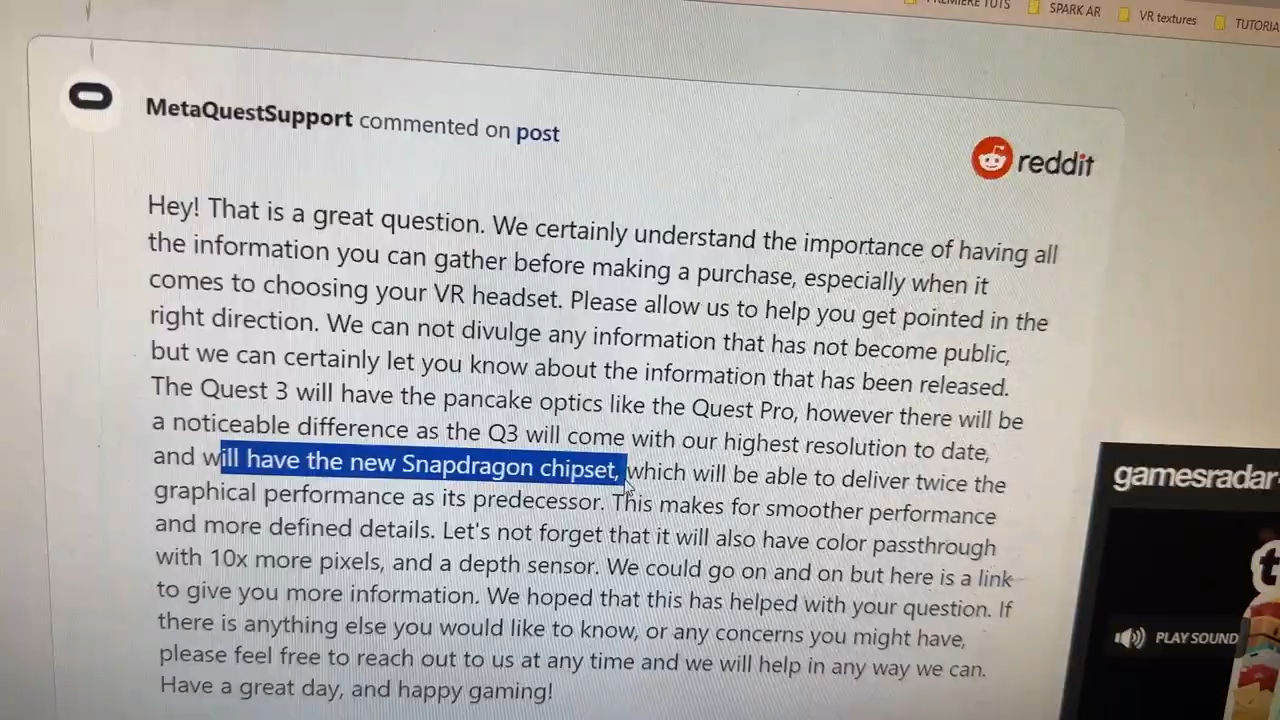 PREMIERE TUTS SPARK AR VR textures TUTORIA
MetaQuestSupport commented on post
reddit
Hey! That is a great question. We certainly understand the importance of having all
the information you can gather before making a purchase, especially when it
comes to choosing your VR headset. Please allow us to help you get pointed in the
right direction. We can not divulge any information that has not become public,
but we can certainly let you know about the information that has been released.
The Quest 3 will have the pancake optics like the Quest Pro, however there will be
a noticeable difference as the Q3 will come with our highest resolution to date,
and will have the new Snapdragon chipset, which will be able to deliver twice the
graphical performance as its predecessor. This makes for smoother performance
and more defined details. Let's not forget that it will also have color passthrough
with 10x more pixels, and a depth sensor. We could go on and on but here is a link
to give you more information. We hoped that this has helped with your question. If
there is anything else you would like to know, or any concerns you might have,
please feel free to reach out to us at any time and we will help in any way we can.
Have a great day, and happy gaming!
gamesradar
t
PLAY SOUND